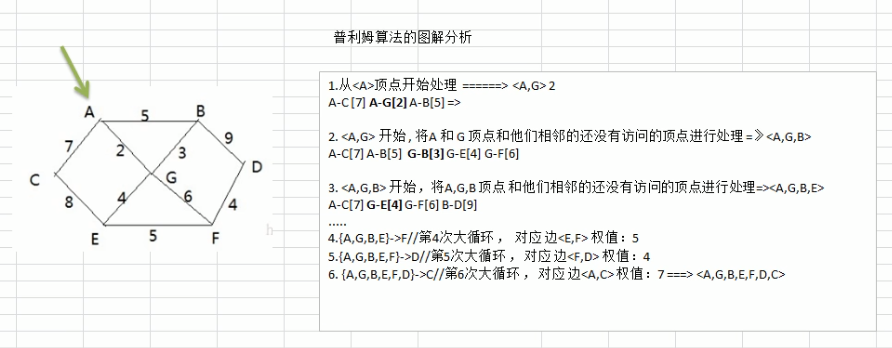 普利姆算法的图解分析
1.从<A>顶点开始处理 ======> <A,G> 2
A-C [7] A-G[2] A-B[5] =>
2. <A,G> 开始 , 将A 和 G 顶点和他们相邻的还没有访问的顶点进行处理 =》<A,G,B>
A-C[7] A-B[5] G-B[3] G-E[4] G-F[6]
3. <A,G,B> 开始，将A,G,B 顶点 和他们相邻的还没有访问的顶点进行处理=><A,G,B,E>
A-C[7] G-E[4] G-F[6] B-D[9]
.....
4.{A,G,B,E}->F//第4次大循环 ， 对应边<E,F> 权值：5
5.{A,G,B,E,F}->D//第5次大循环 ，对应边<F,D> 权值：4
6. {A,G,B,E,F,D}->C//第6次大循环 ，对应边<A,C> 权值：7 ===> <A,G,B,E,F,D,C>
A
5
B
7
2
3
9
C
G
D
8
4
6
4
E
5
F